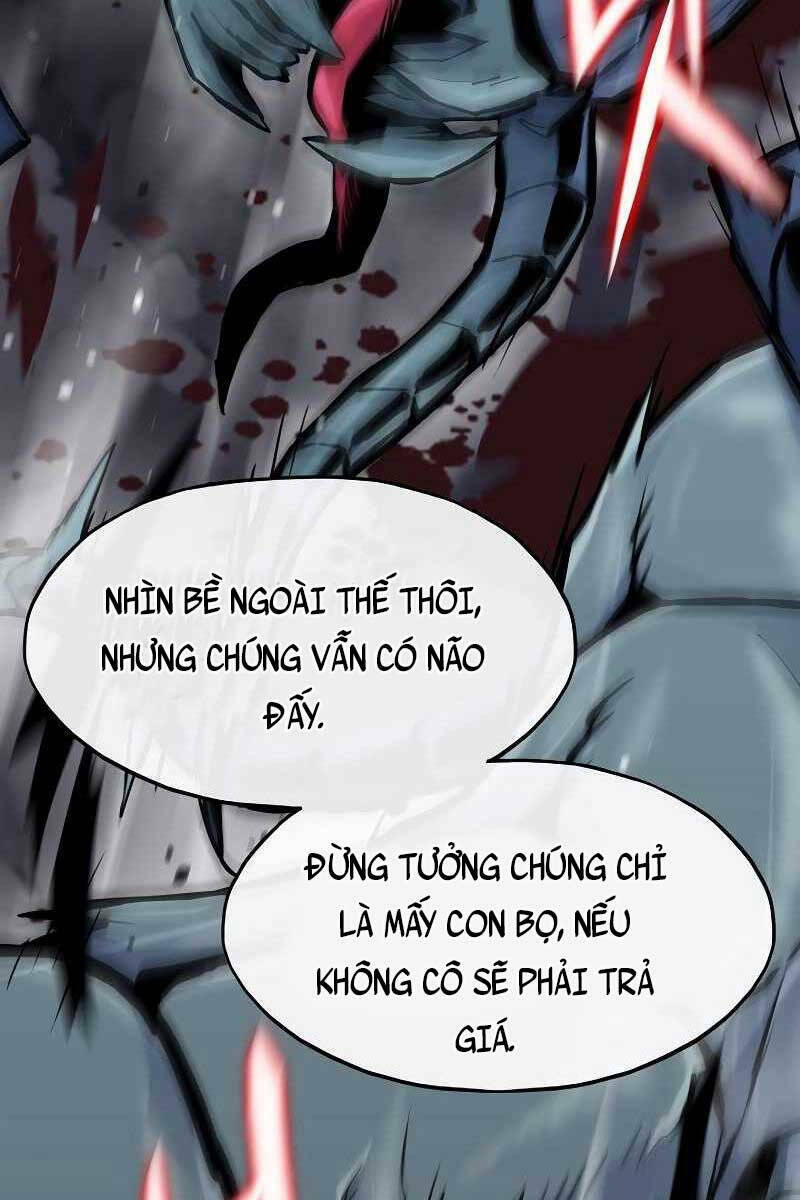 NHÌN BỀ NGOÀI THẾ THÔI,
NHƯNG CHÚNG VẪN CÓ NÃO
ĐẤY.
ĐỪNG TƯỞNG CHÚNG CHỈ
LÀ MẤY CON BỌ, NẾU
KHÔNG CÔ SẼ PHẢI TRẢ
GIÁ.